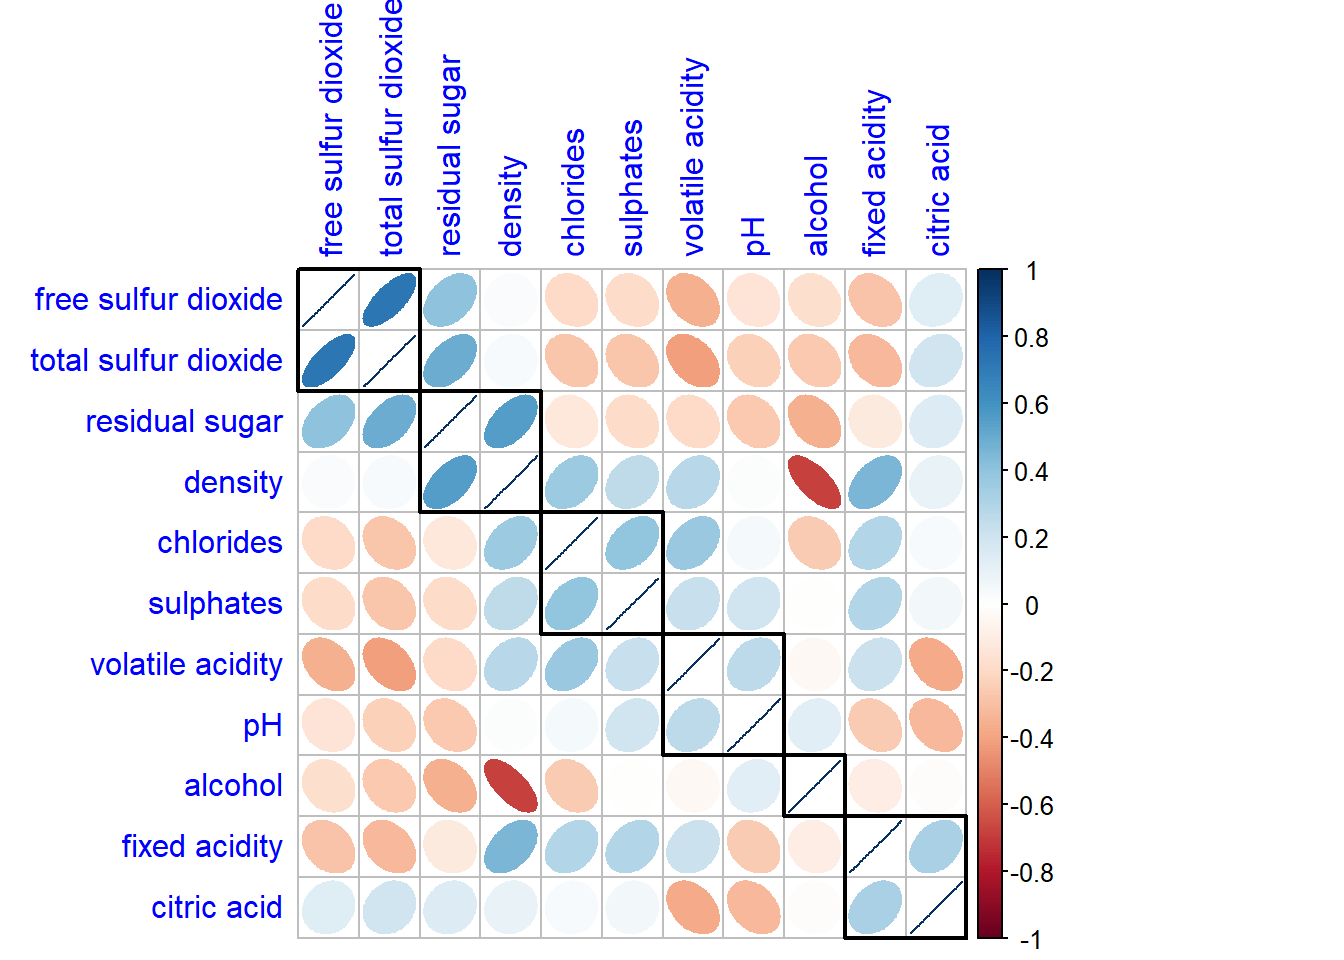 free sulfur dioxide
total sulfur dioxide
residual sugar
density
chlorides
sulphates
volatile acidity
pH
alcohol
fixed acidity
citric acid
free sulfur dioxide
total sulfur dioxide
residual sugar
density
chlorides
sulphates
volatile acidity
pH
alcohol
fixed acidity
citric acid
1
0.8
0.6
0.4
0.2
0
-0.2
-0.4
-0.6
-0.8
-1